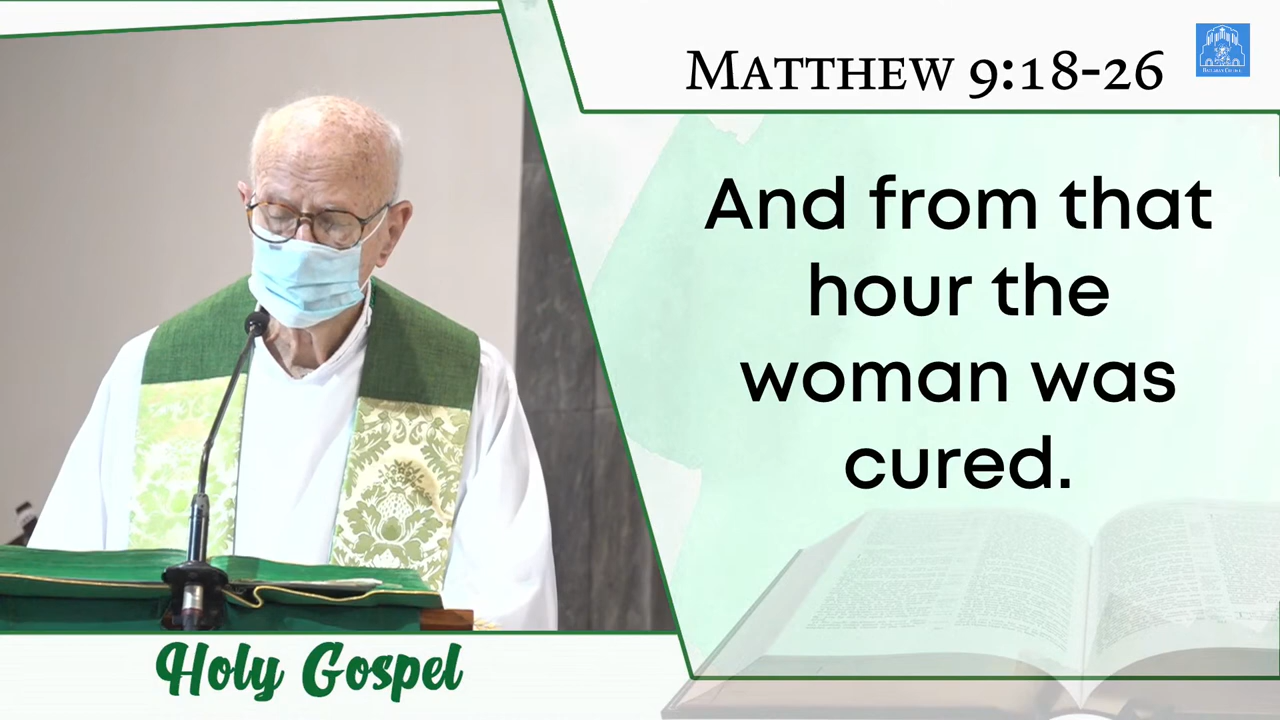 MATTHEW 9:18-26
And from that
hour the
woman was
cured.
Holy Gospel